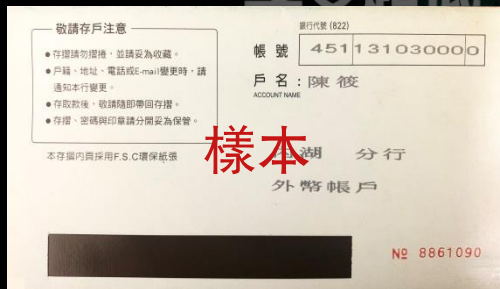 敬請存戶注意
●存摺請勿摺捲，並請妥為收藏。
●戶籍、地址、電話或E-mail變更時，請
通知本行變更。
●存取款後，敬請隨即帶回存摺。
●存摺、密碼與印章請分開妥為保管。
本存摺內頁採用F.S.C環保紙張
銀行代號 (822)
帳 號 451131030000
戶 名：陳 筱
ACCOUNT NAME
樣本
湖 分行
外幣帳戶
№ 8861090